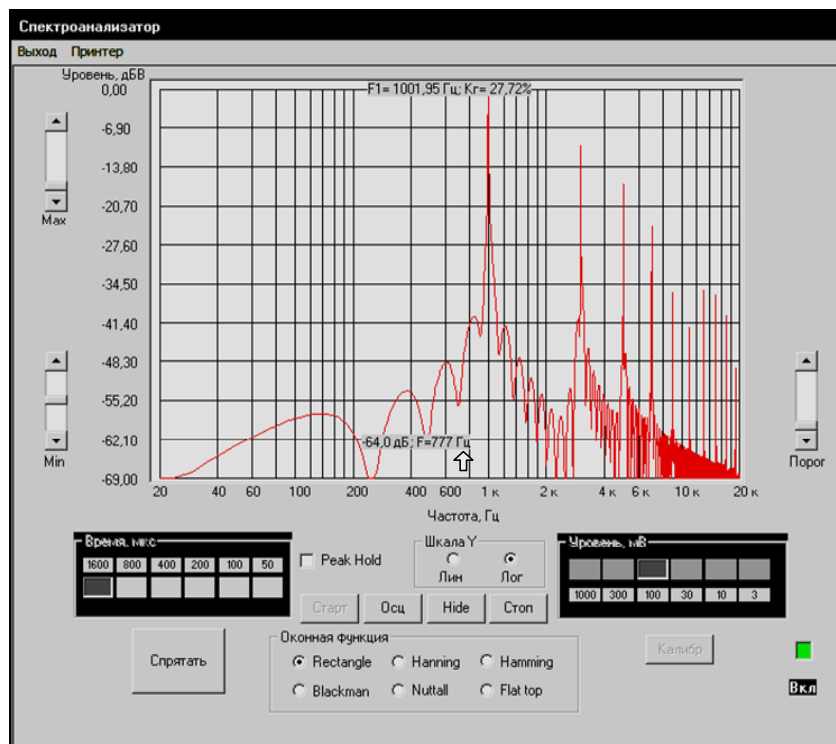 Спектроанализатор
Выход Принтер
Уровень, дБВ
F1= 1001,95 Гц; Кг= 27,72%
0,00
-6,90
-13,80
-20,70
-27,60
-34,50
-41,40
-48,30
-55,20
-62,10
-69,00
Max
Min
Порог
-64,0 дБ; F=777 Гц
20 40 60 100 200 400 600 1 к 2 к 4 к 6 к 10 к 20 к
Частота, Гц
Время, мкс
1600 800 400 200 100 50
Peak Hold
Шкала Y
Лин Лог
Уровень, мВ
1000 300 100 30 10 3
Старт Осц Hide Стоп
Спрятать
Оконная функция
Rectangle Hanning Hamming
Blackman Nuttall Flat top
Калибр
Вкл